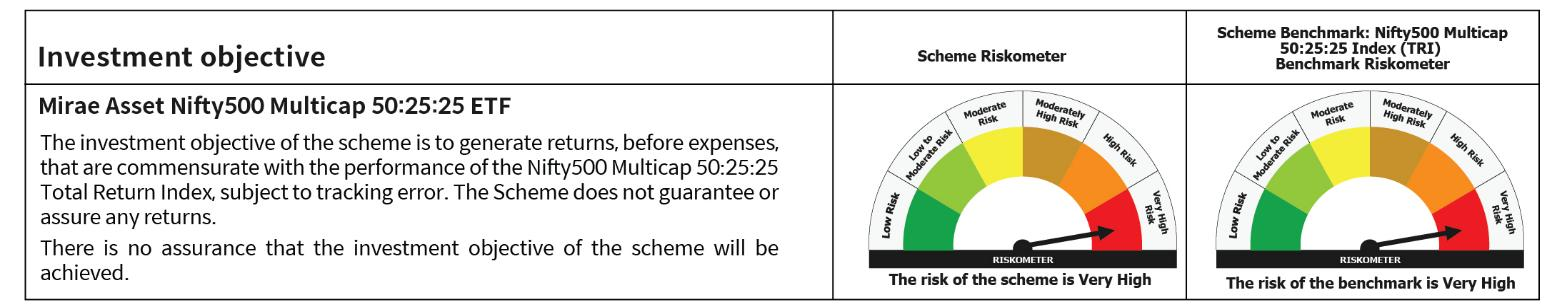 Investment objective
Scheme Riskometer
Scheme Benchmark: Nifty500 Multicap
50:25:25 Index (TRI)
Benchmark Riskometer
Mirae Asset Nifty500 Multicap 50:25:25 ETF
The investment objective of the scheme is to generate returns, before expenses,
that are commensurate with the performance of the Nifty500 Multicap 50:25:25
Total Return Index, subject to tracking error. The Scheme does not guarantee or
assure any returns.
There is no assurance that the investment objective of the scheme will be
achieved.
Low Risk
Low to
Moderate Risk
Moderate
Risk
Moderately
High Risk
High Risk
Very High
Risk
RISKOMETER
The risk of the scheme is Very High
Low Risk
Low to
Moderate Risk
Moderate
Risk
Moderately
High Risk
High Risk
Very High
Risk
RISKOMETER
The risk of the benchmark is Very High